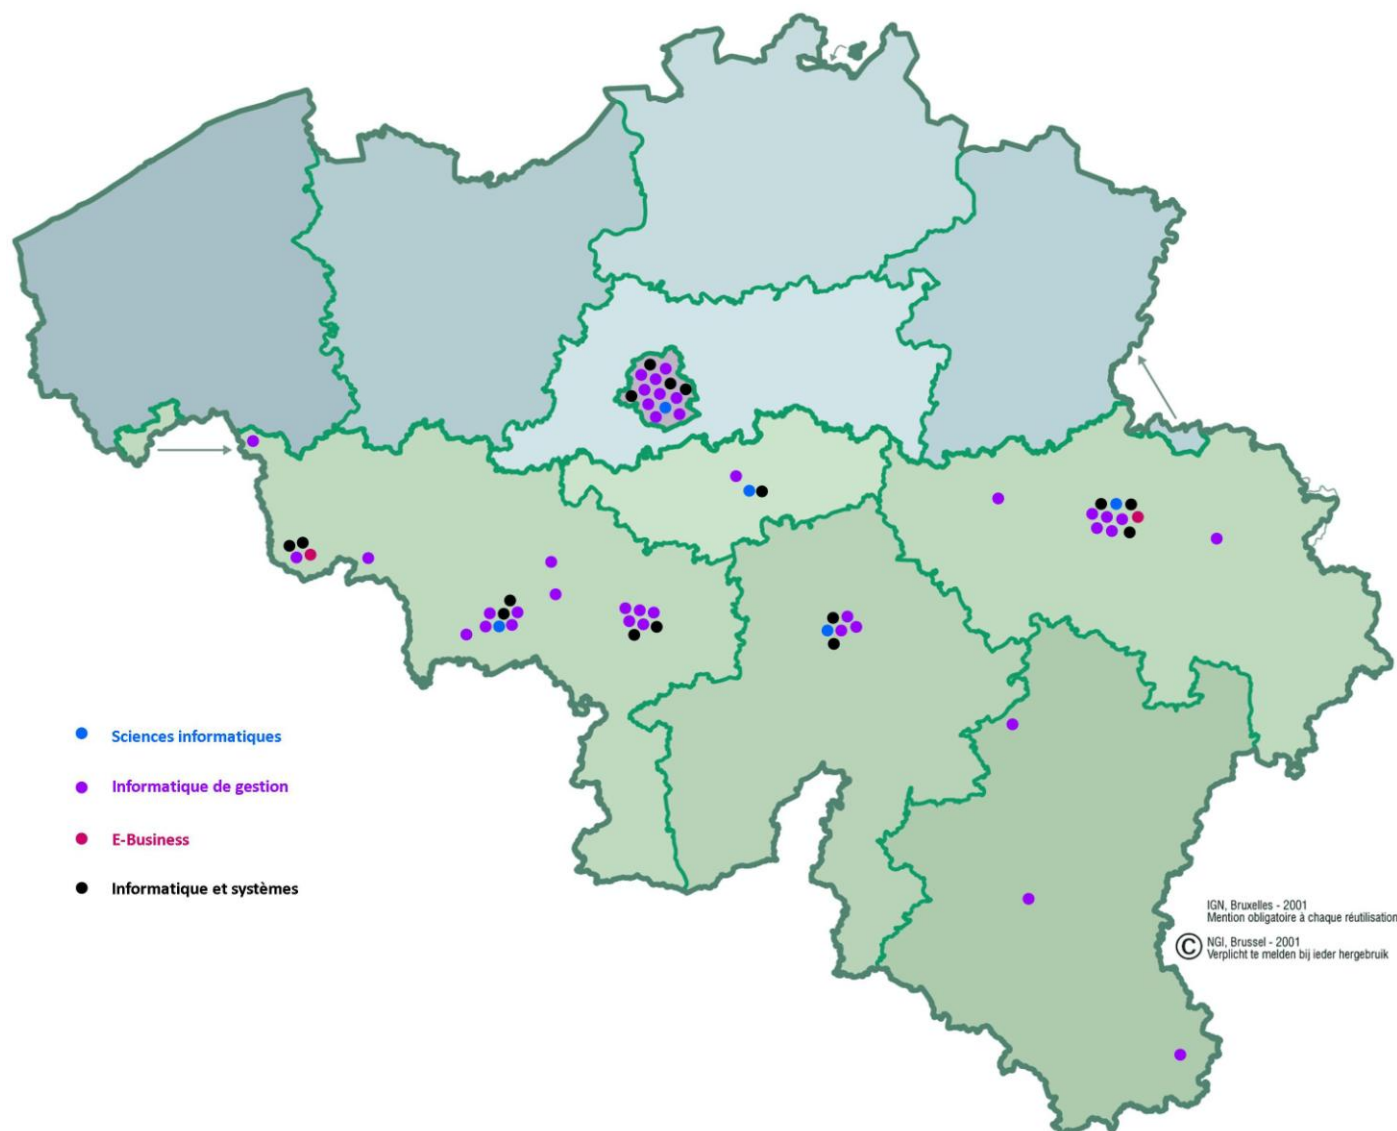 Sciences informatiques
Informatique de gestion
E-Business
Informatique et systèmes
IGN, Bruxelles - 2001
Mention obligatoire à chaque réutilisation
© NGI, Brussel - 2001
Verplicht te melden bij ieder hergebruik